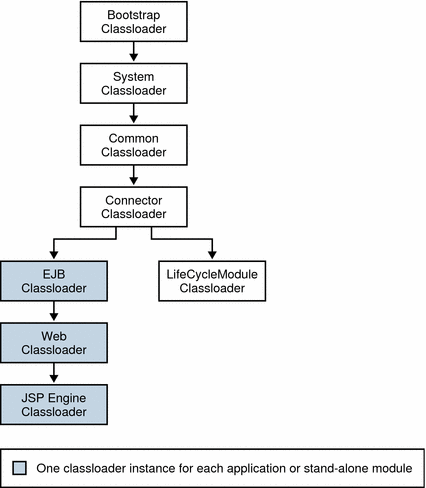 Bootstrap
Classloader
System
Classloader
Common
Classloader
Connector
Classloader
EJB
Classloader
LifeCycleModule
Classloader
Web
Classloader
JSP Engine
Classloader
One classloader instance for each application or stand-alone module